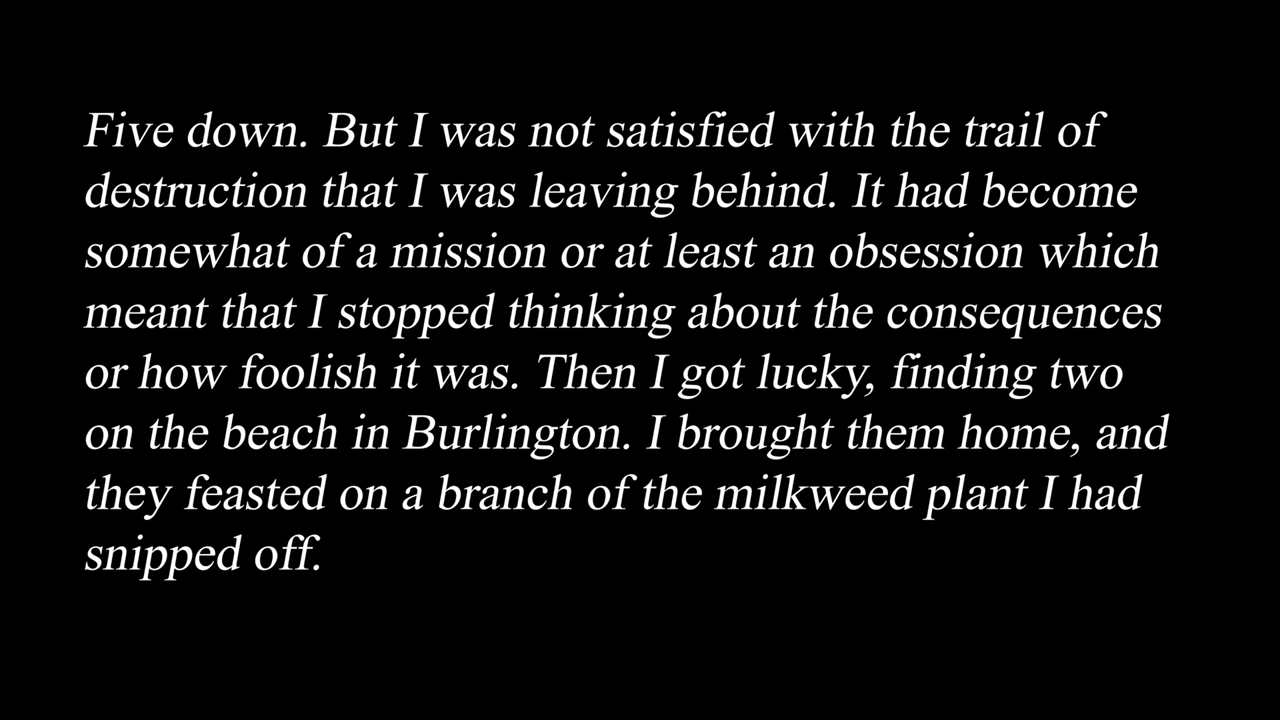 Five down. But I was not satisfied with the trail of
destruction that I was leaving behind. It had become
somewhat of a mission or at least an obsession which
meant that I stopped thinking about the consequences
or how foolish it was. Then I got lucky, finding two
on the beach in Burlington. I brought them home, and
they feasted on a branch of the milkweed plant I had
snipped off.